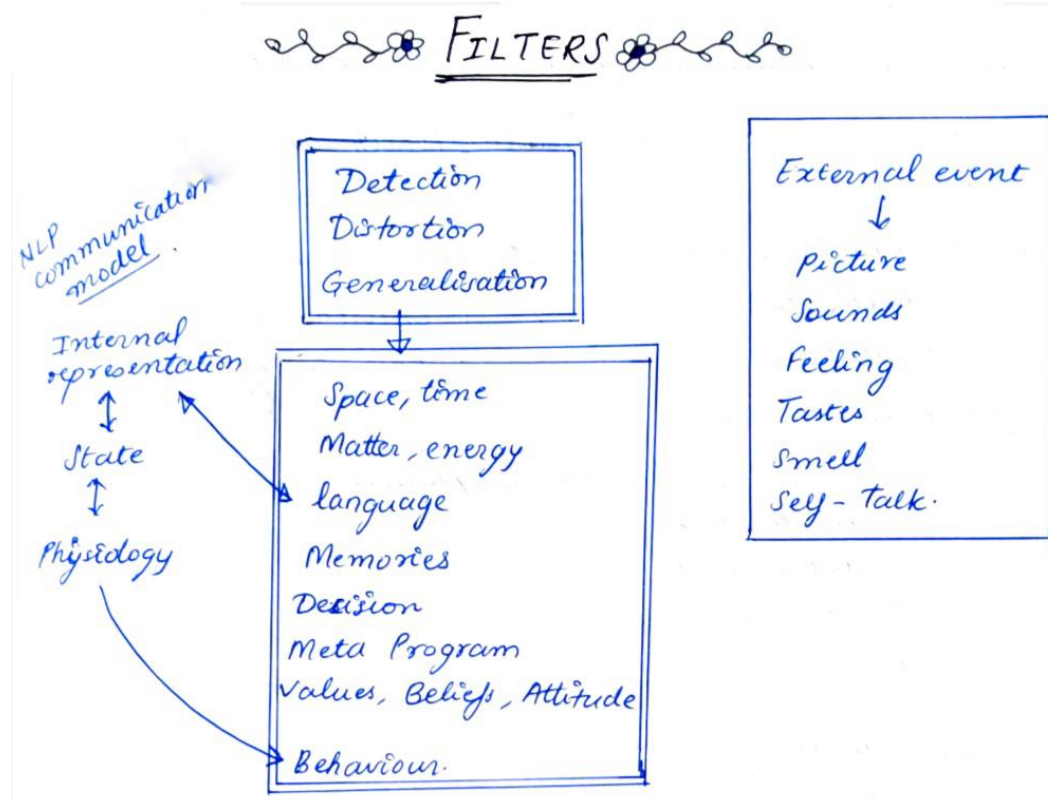 FILTERS
NLP
communication
model.
Internal
representation
State
Physiology
Detection
Distortion
Generalisation
Space, time
Matter, energy
language
Memories
Decision
Meta Program
Values, Beliefs, Attitude
Behaviour.
External event
Picture
Sounds
Feeling
Tastes
Smell
Self-Talk.